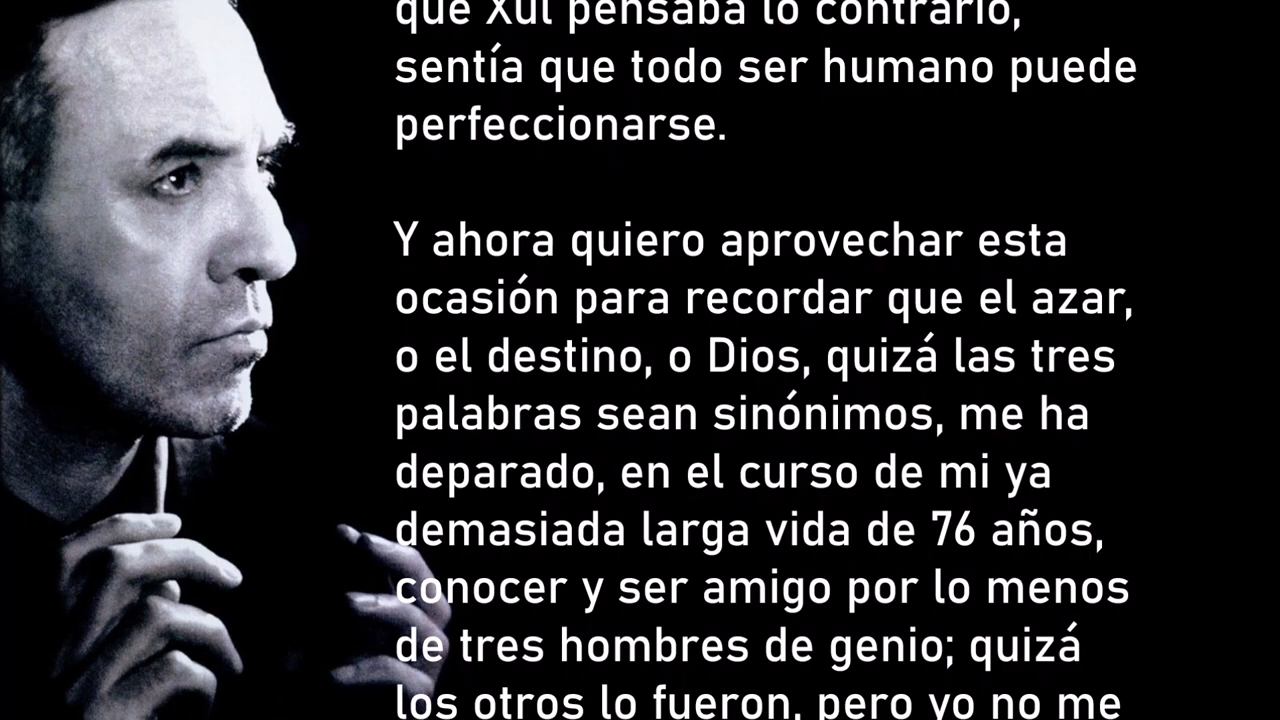 que Xul pensaba lo contrario,
sentía que todo ser humano puede
perfeccionarse.
Y ahora quiero aprovechar esta
ocasión para recordar que el azar,
o el destino, o Dios, quizá las tres
palabras sean sinónimos, me ha
deparado, en el curso de mi ya
demasiada larga vida de 76 años,
conocer y ser amigo por lo menos
de tres hombres de genio; quizá
los otros lo fueron, pero yo no me